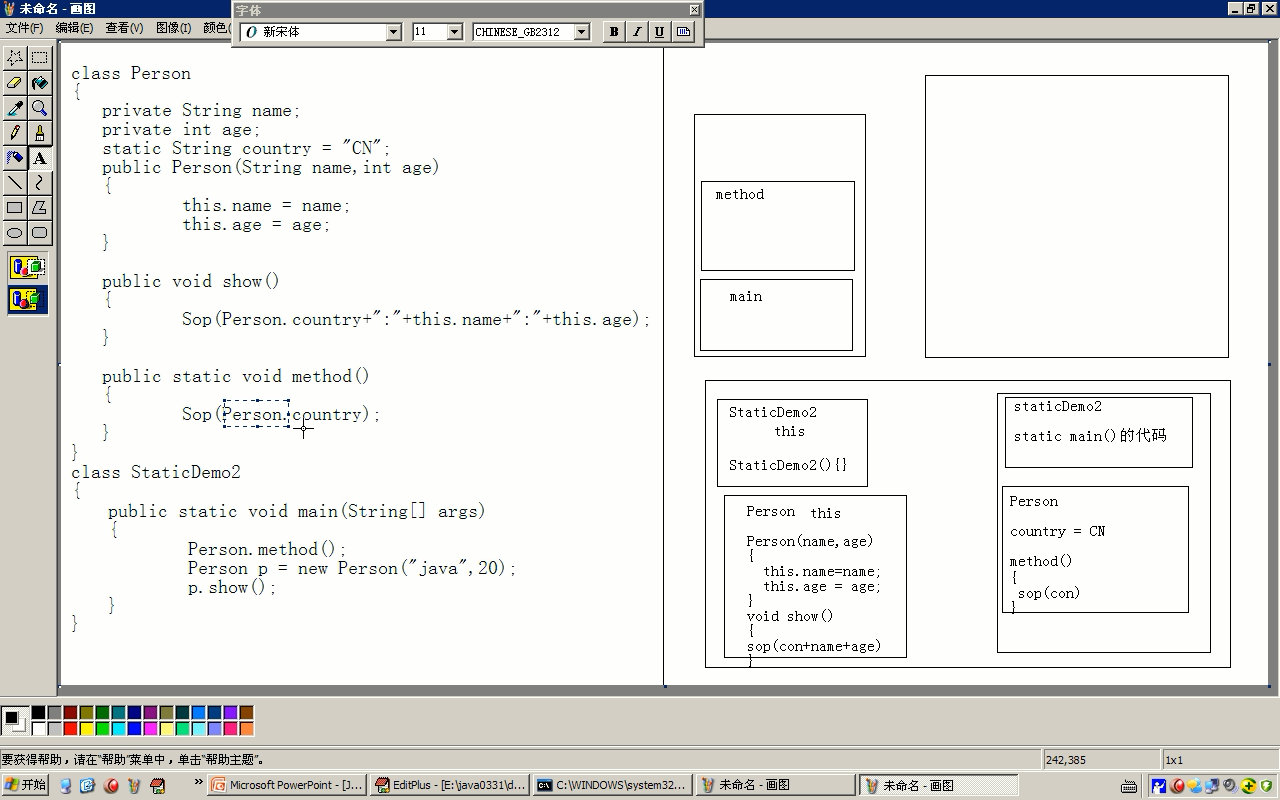 未命名 - 画图
字体
文件(F) 编辑(E) 查看(V) 图像(I) 颜色(
O 新宋体 11 CHINESE_GB2312 B I U
class Person
{
private String name;
private int age;
static String country = "CN";
public Person(String name,int age)
{
this.name = name;
this.age = age;
}
public void show()
{
Sop(Person.country+":"+this.name+":"+this.age);
}
public static void method()
{
Sop(Person.country);
}
}
class StaticDemo2
{
public static void main(String[] args)
{
Person.method();
Person p = new Person("java",20);
p.show();
}
}
method
main
StaticDemo2
this
StaticDemo2(){}
Person this
Person(name,age)
{
this.name=name;
this.age = age;
}
void show()
{
sop(con+name+age)
}
staticDemo2
static main()的代码
Person
country = CN
method()
{
sop(con)
}
A
要获得帮助，请在“帮助”菜单中，单击“帮助主题”。 242,385 1x1
开始 » Microsoft PowerPoint - [J... EditPlus - [E:\java0331\d... C:\WINDOWS\system32... 未命名 - 画图 未命名 - 画图